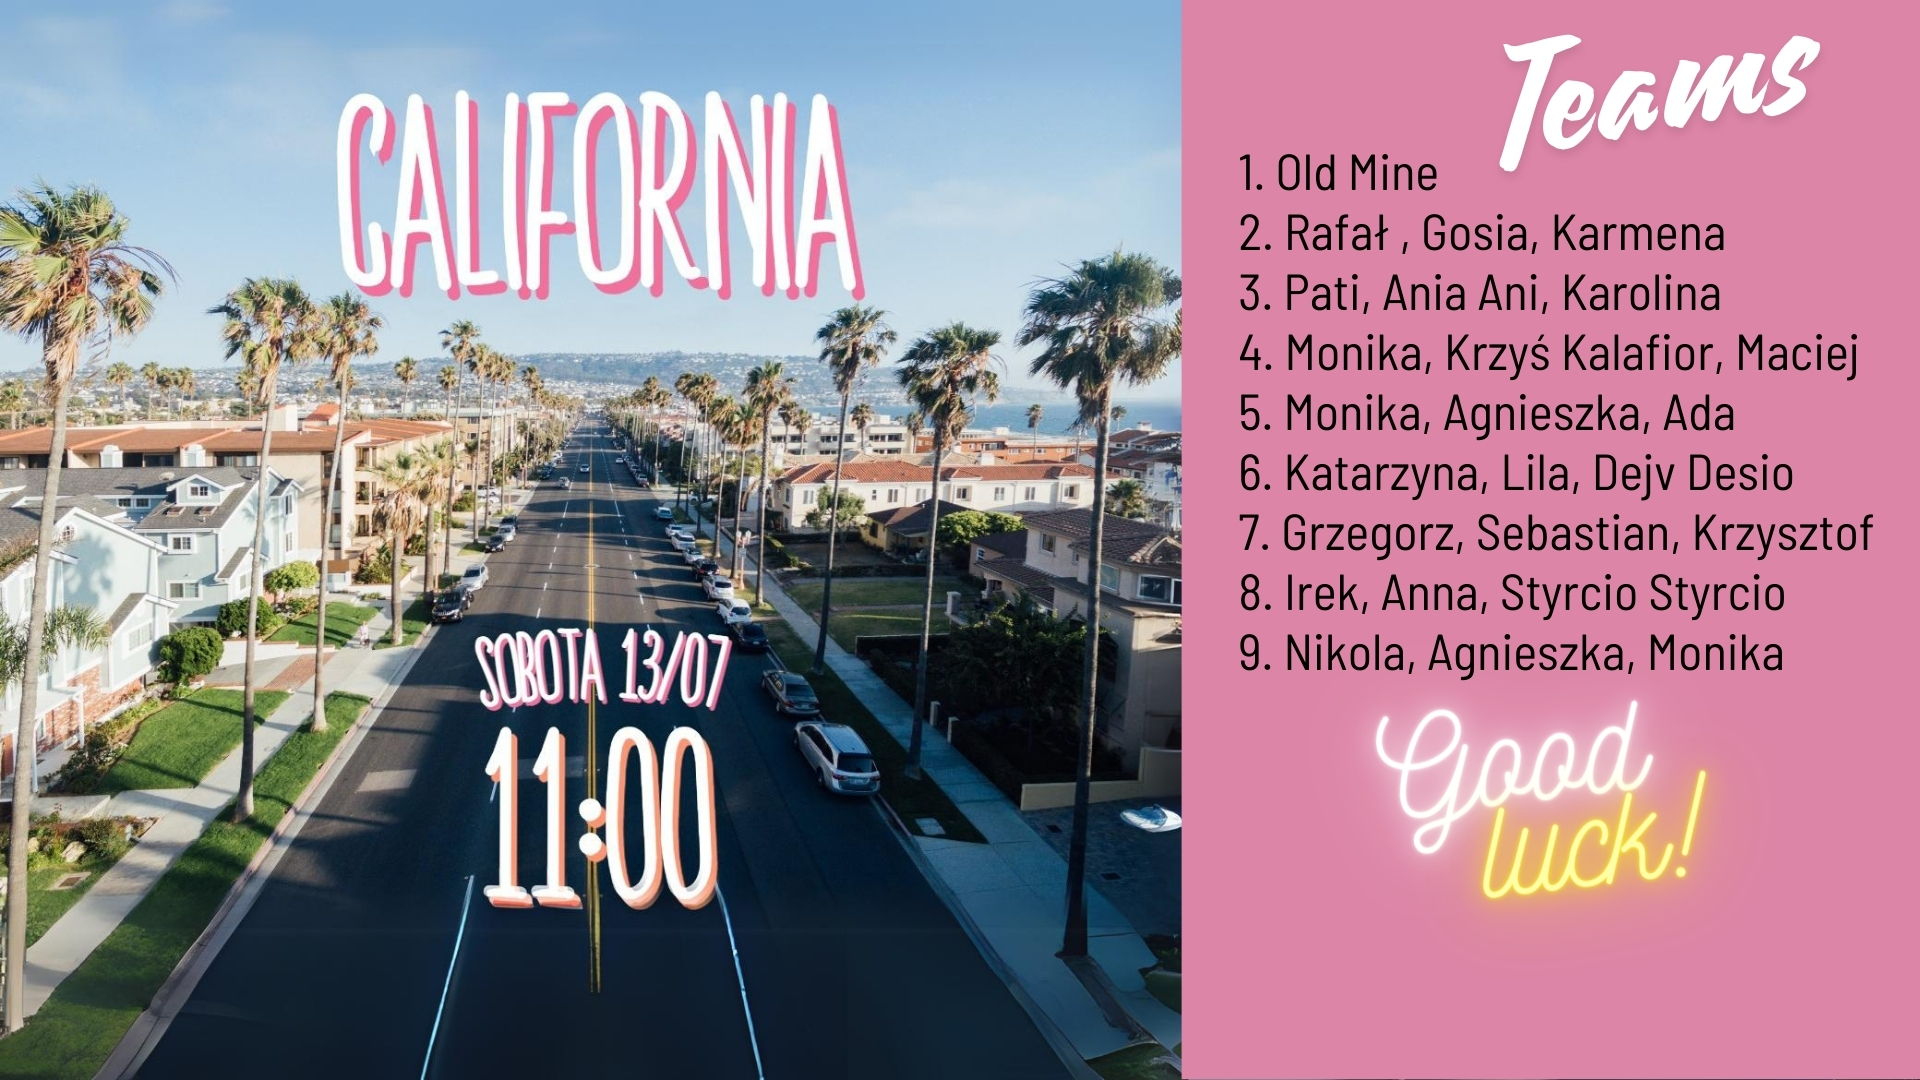 CALIFORNIA
SOBOTA 13/07
11:00
Teams
1. Old Mine
2. Rafał , Gosia, Karmena
3. Pati, Ania Ani, Karolina
4. Monika, Krzyś Kalafior, Maciej
5. Monika, Agnieszka, Ada
6. Katarzyna, Lila, Dejv Desio
7. Grzegorz, Sebastian, Krzysztof
8. Irek, Anna, Styrcio Styrcio
9. Nikola, Agnieszka, Monika
Good
luck!